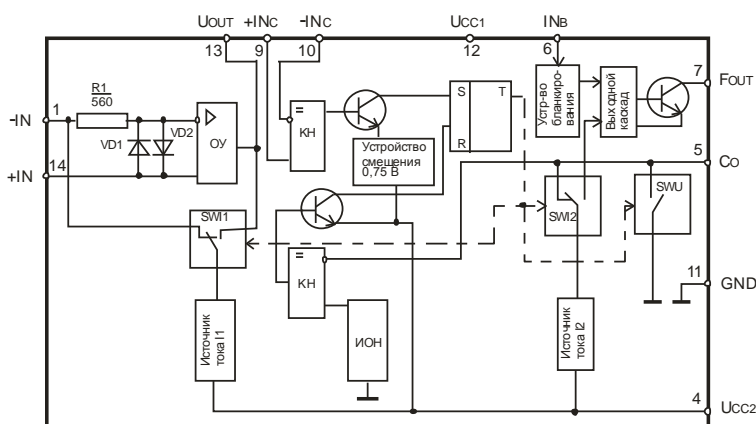 UOUT +INC -INC UCC1 INB
13 9 10 12 6
7 FOUT
-IN 1
R1
560
VD1
VD2
ОУ
14
+IN
=
КН
Устройство
смещения
0,75 В
S T
R
Устр-во
бланкиро-
вания
Выходной
каскад
5 CO
SWI1
SWI2
SWU
=
КН
11 GND
Источник
тока I1
ИОН
Источник
тока I2
4 UCC2